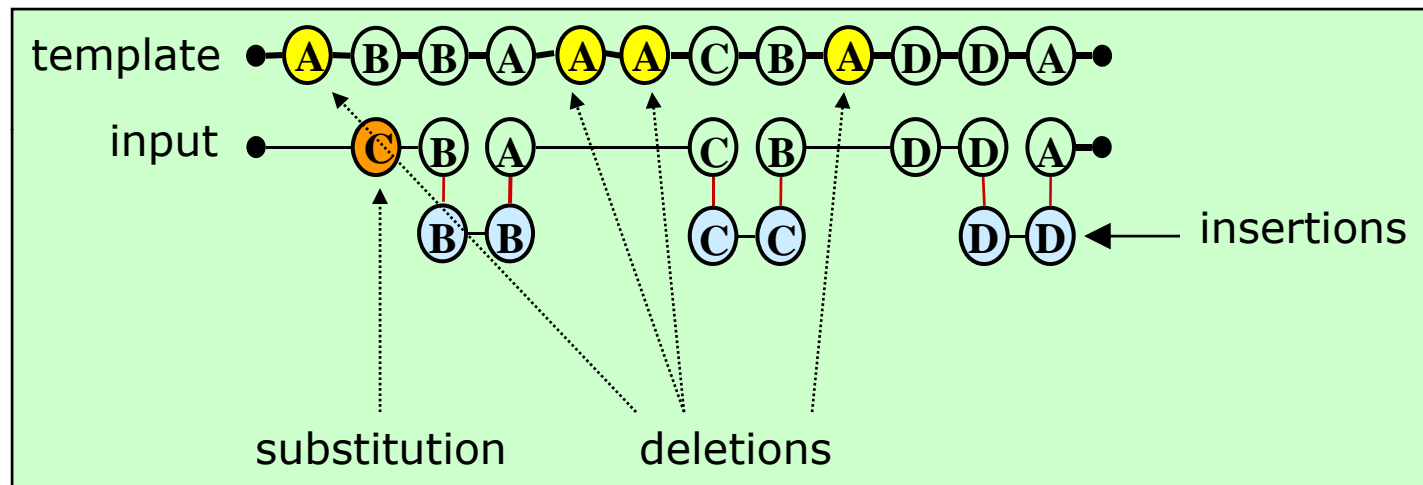 template A B B A A A C B A D D A
input C B A C B D D A
B B C C D D insertions
substitution deletions